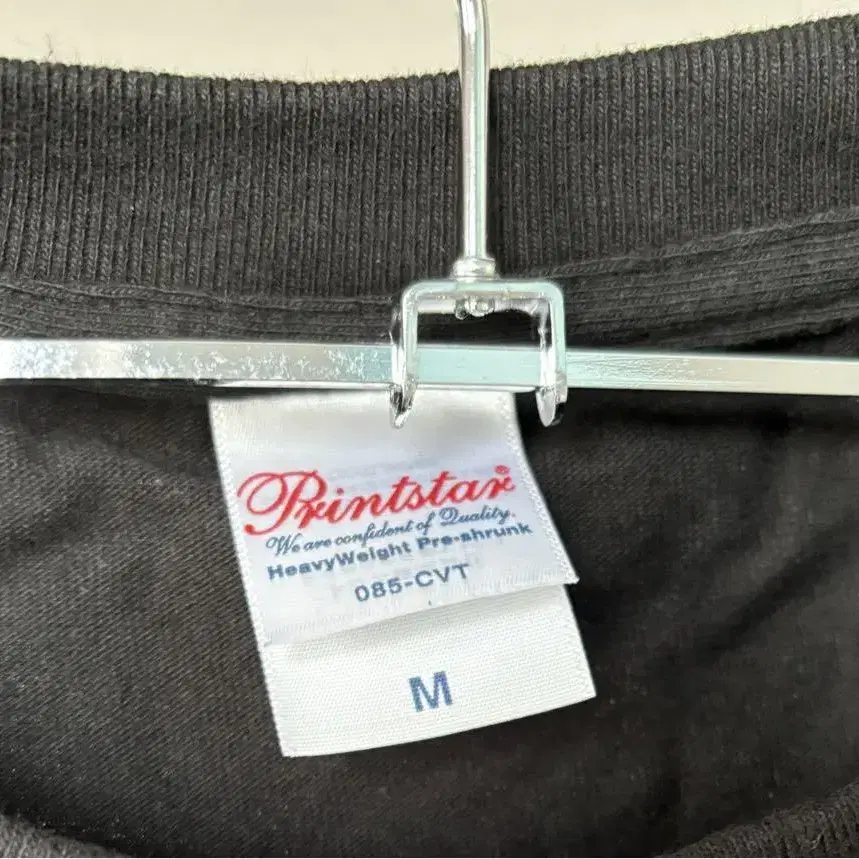 Printstar®
We are confident of Quality.
HeavyWeight Pre-shrunk
085-CVT
M